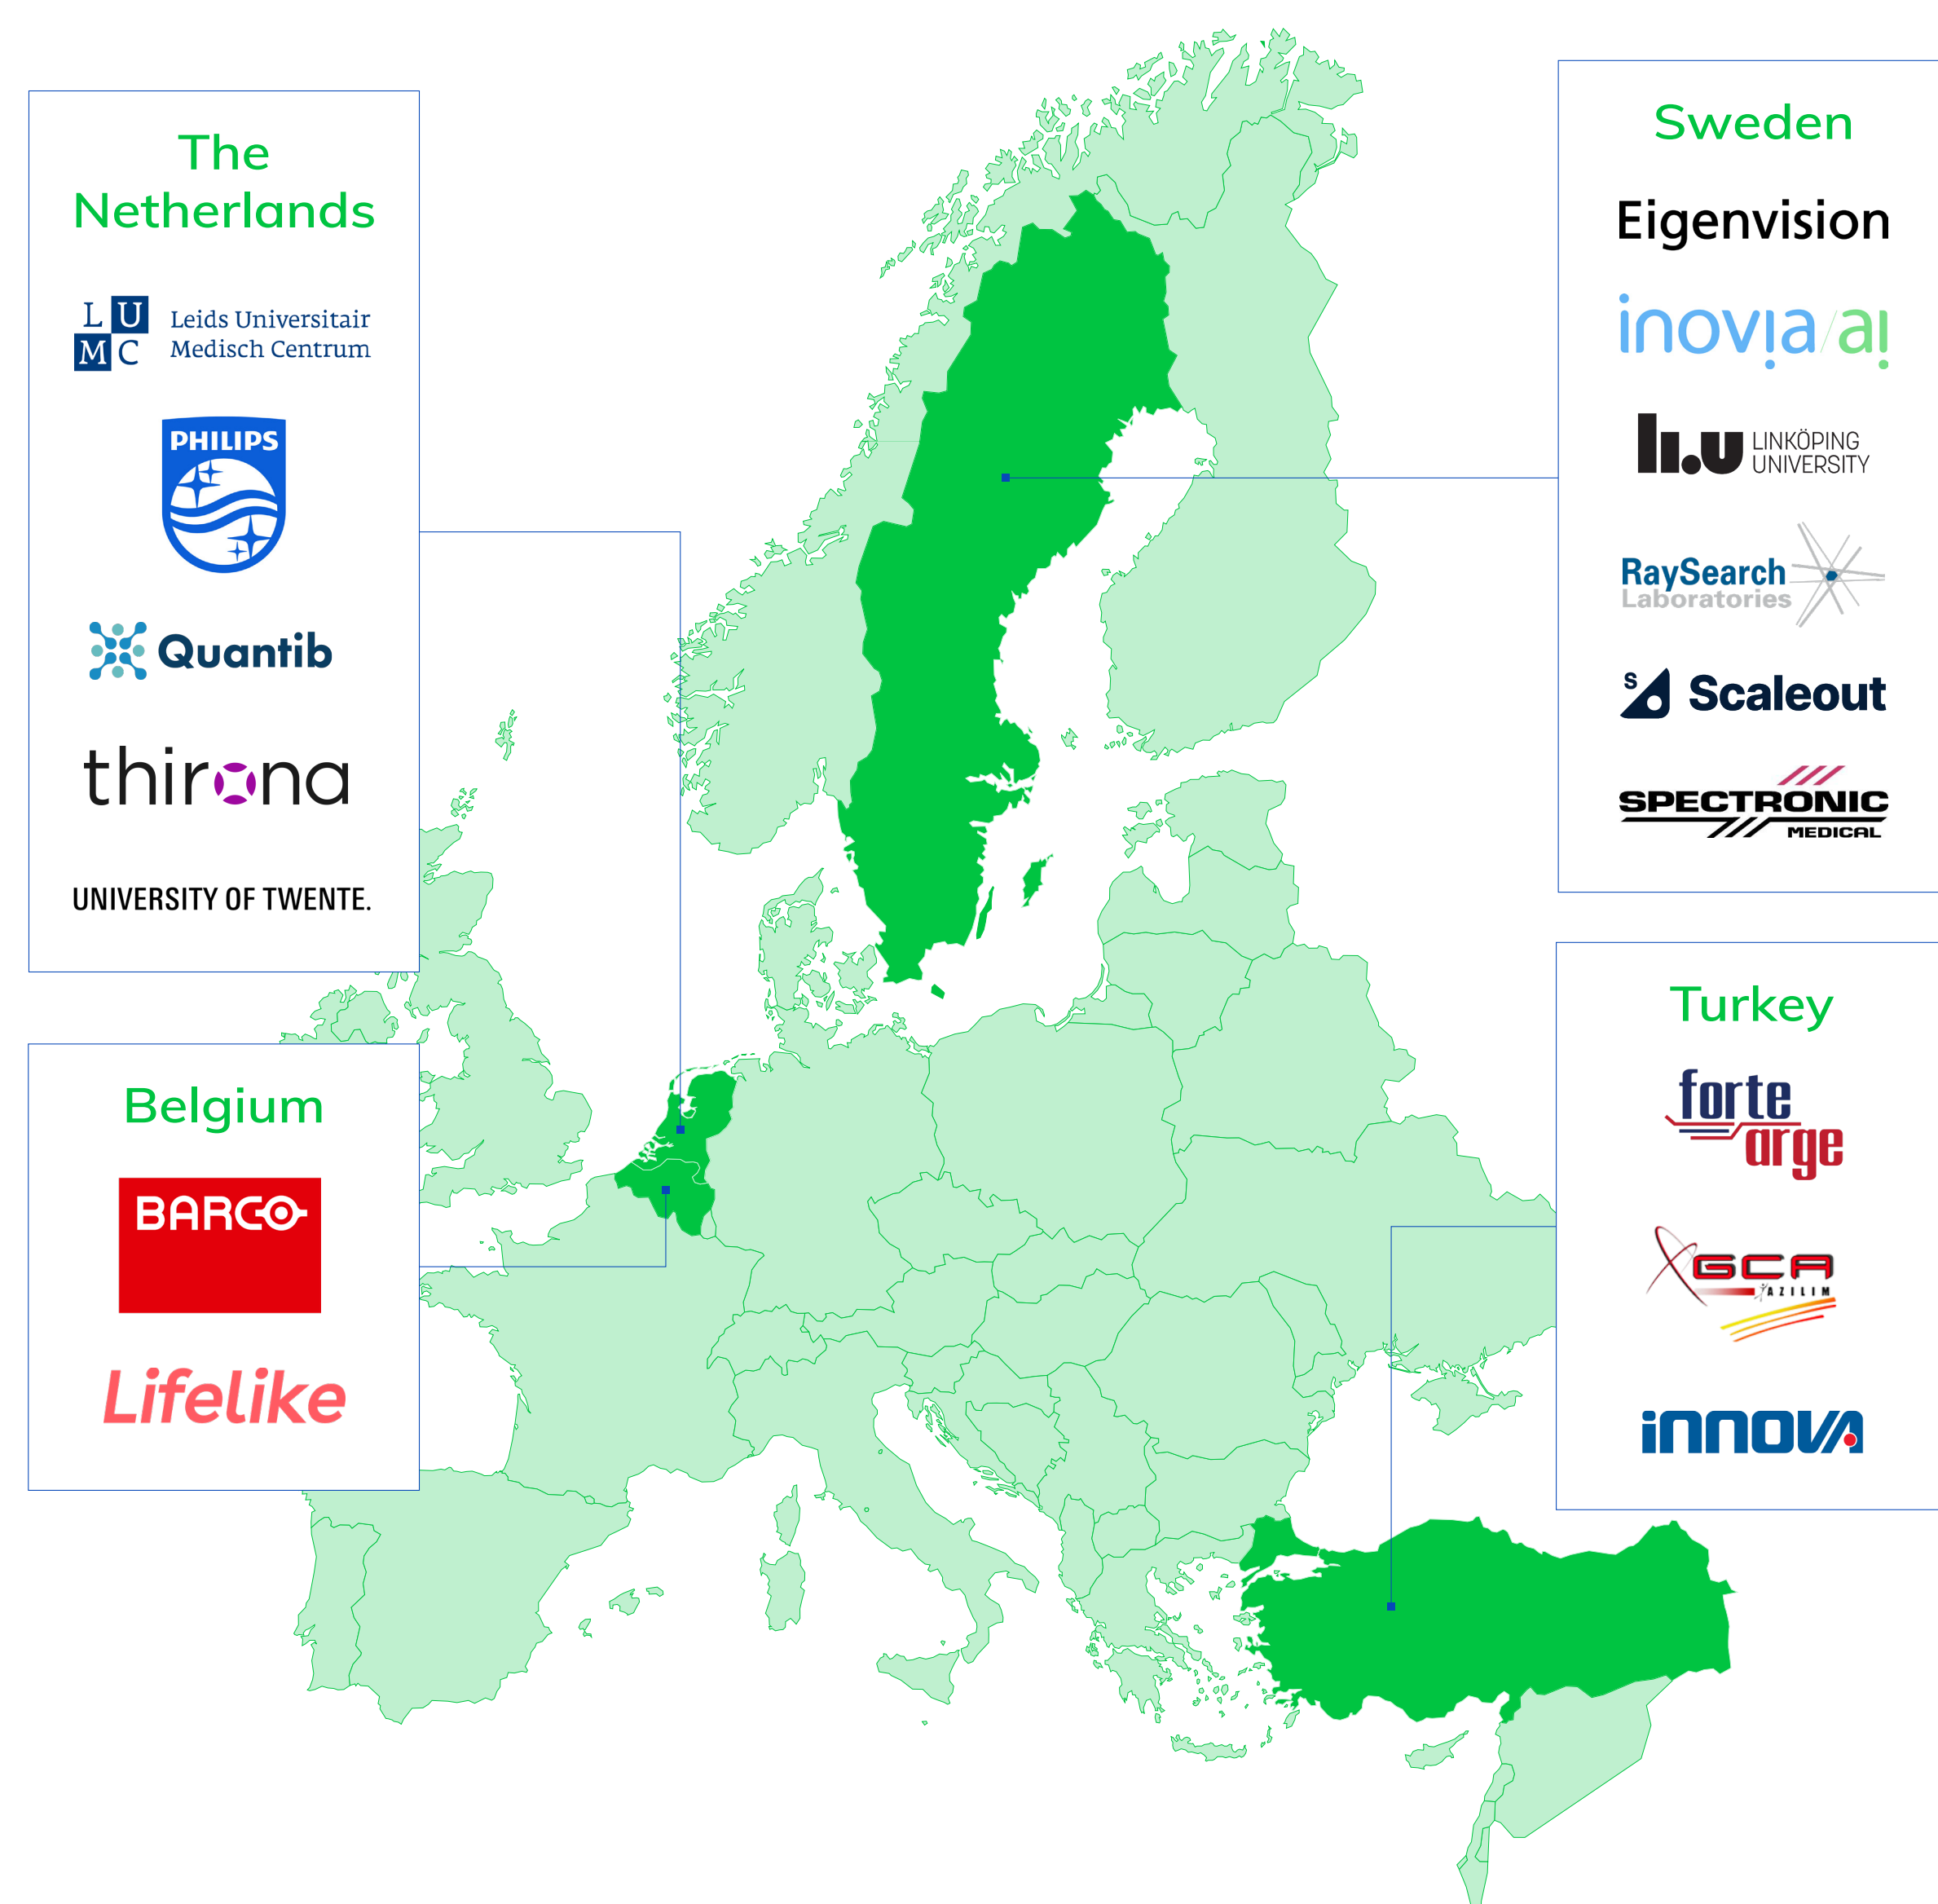 The
Netherlands
L U
M C
Leids Universitair
Medisch Centrum
PHILIPS
Quantib
thirona
UNIVERSITY OF TWENTE.
Belgium
BARCO
Lifelike
Sweden
Eigenvision
inovia/ai
li.u LINKÖPING
UNIVERSITY
RaySearch
Laboratories
S Scaleout
SPECTRONIC
MEDICAL
Turkey
forte
arge
GCA
YAZILIM
innova